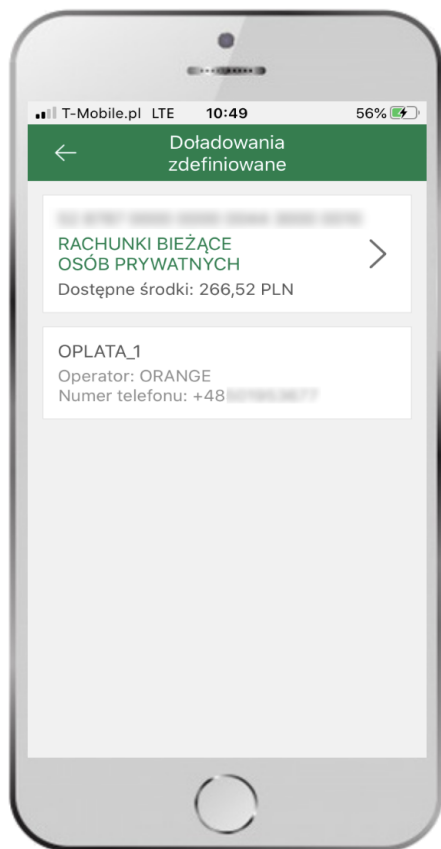 T-Mobile.pl LTE 10:49 56%
Doładowania
zdefiniowane
RACHUNKI BIEŻĄCE
OSÓB PRYWATNYCH
Dostępne środki: 266,52 PLN
OPLATA_1
Operator: ORANGE
Numer telefonu: +48